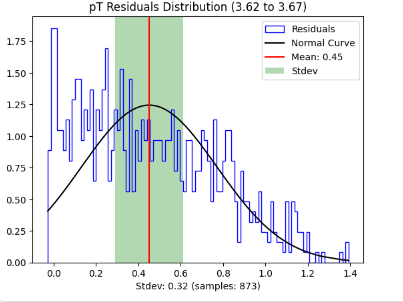 pT Residuals Distribution (3.62 to 3.67)
Residuals
Normal Curve
Mean: 0.45
Stdev
1.75
1.50
1.25
1.00
0.75
0.50
0.25
0.00
0.0 0.2 0.4 0.6 0.8 1.0 1.2 1.4
Stdev: 0.32 (samples: 873)